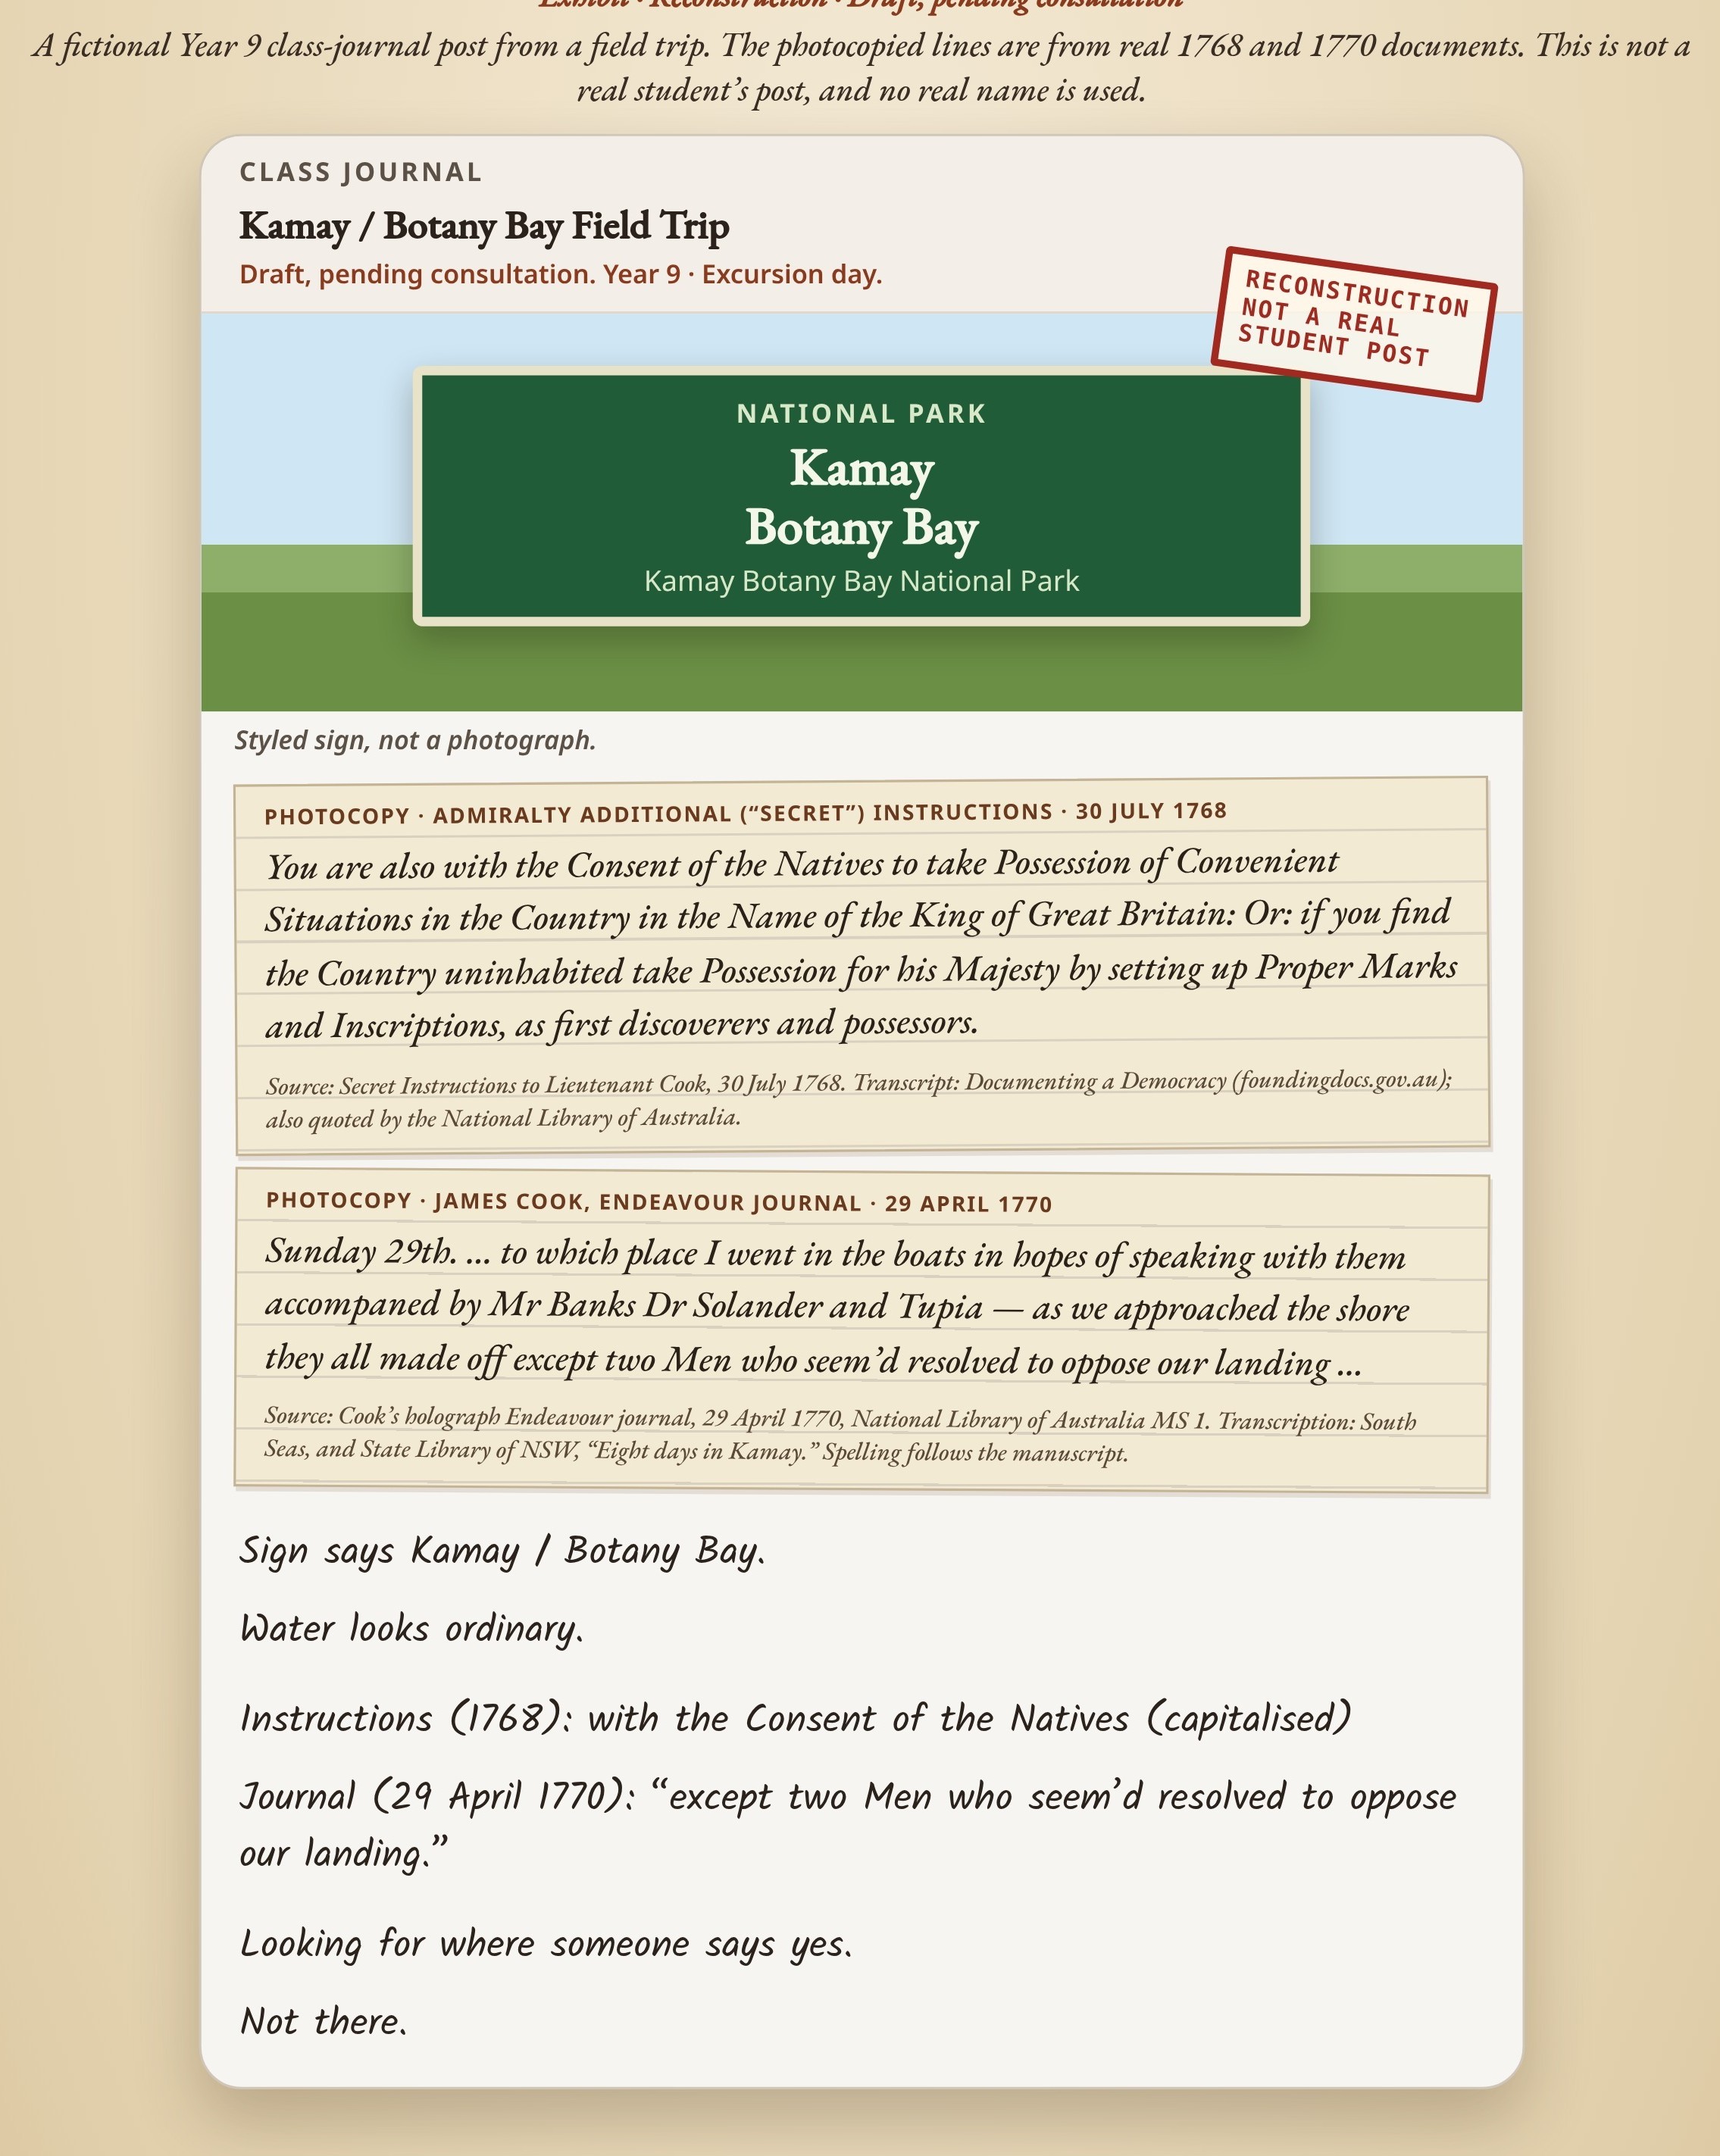 Exhibit · Reconstruction · Draft, pending consultation
A fictional Year 9 class-journal post from a field trip. The photocopied lines are from real 1768 and 1770 documents. This is not a
real student’s post, and no real name is used.
CLASS JOURNAL
Kamay / Botany Bay Field Trip
Draft, pending consultation. Year 9 · Excursion day.
RECONSTRUCTION
NOT A REAL
STUDENT POST
NATIONAL PARK
Kamay
Botany Bay
Kamay Botany Bay National Park
Styled sign, not a photograph.
PHOTOCOPY · ADMIRALTY ADDITIONAL (“SECRET”) INSTRUCTIONS · 30 JULY 1768
You are also with the Consent of the Natives to take Possession of Convenient
Situations in the Country in the Name of the King of Great Britain: Or: if you find
the Country uninhabited take Possession for his Majesty by setting up Proper Marks
and Inscriptions, as first discoverers and possessors.
Source: Secret Instructions to Lieutenant Cook, 30 July 1768. Transcript: Documenting a Democracy (foundingdocs.gov.au);
also quoted by the National Library of Australia.
PHOTOCOPY · JAMES COOK, ENDEAVOUR JOURNAL · 29 APRIL 1770
Sunday 29th. ... to which place I went in the boats in hopes of speaking with them
accompaned by Mr Banks Dr Solander and Tupia — as we approached the shore
they all made off except two Men who seem’d resolved to oppose our landing ...
Source: Cook’s holograph Endeavour journal, 29 April 1770, National Library of Australia MS 1. Transcription: South
Seas, and State Library of NSW, “Eight days in Kamay.” Spelling follows the manuscript.
Sign says Kamay / Botany Bay.
Water looks ordinary.
Instructions (1768): with the Consent of the Natives (capitalised)
Journal (29 April 1770): “except two Men who seem’d resolved to oppose
our landing.”
Looking for where someone says yes.
Not there.